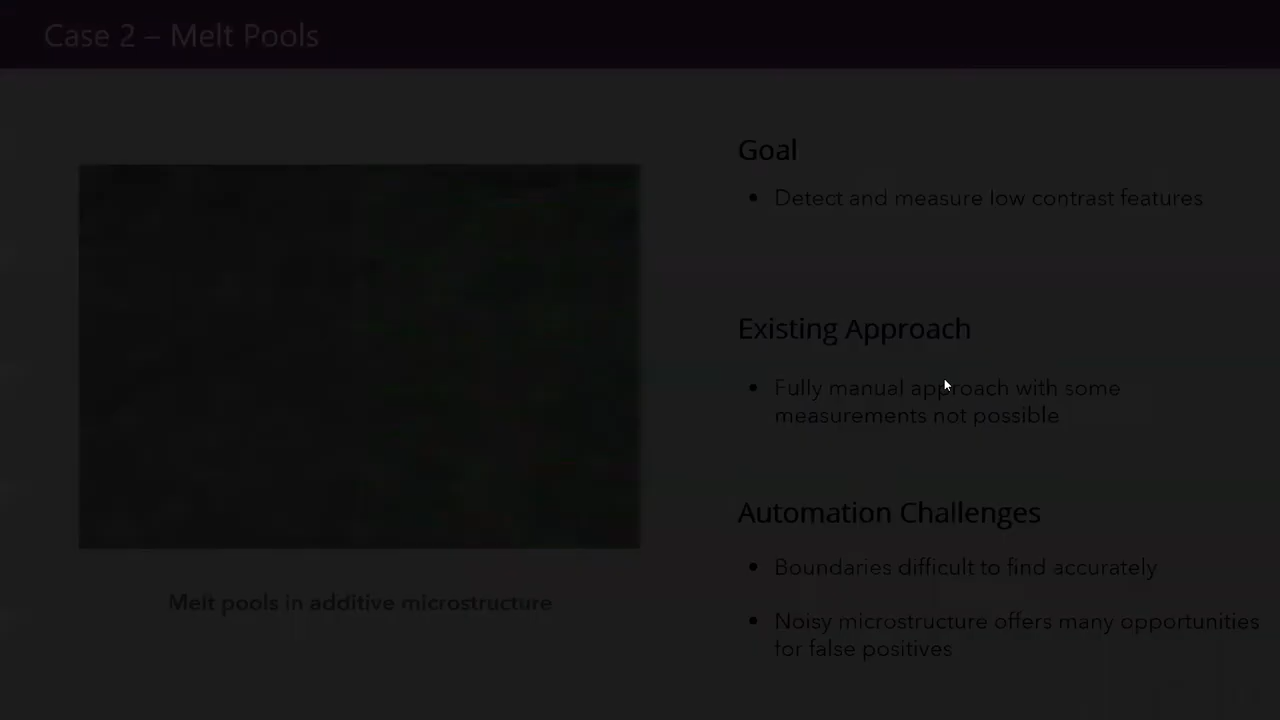 Case 2 – Melt Pools
Goal
• Detect and measure low contrast features
Existing Approach
• Fully manual approach with some
measurements not possible
Automation Challenges
• Boundaries difficult to find accurately
• Noisy microstructure offers many opportunities
for false positives
Melt pools in additive microstructure